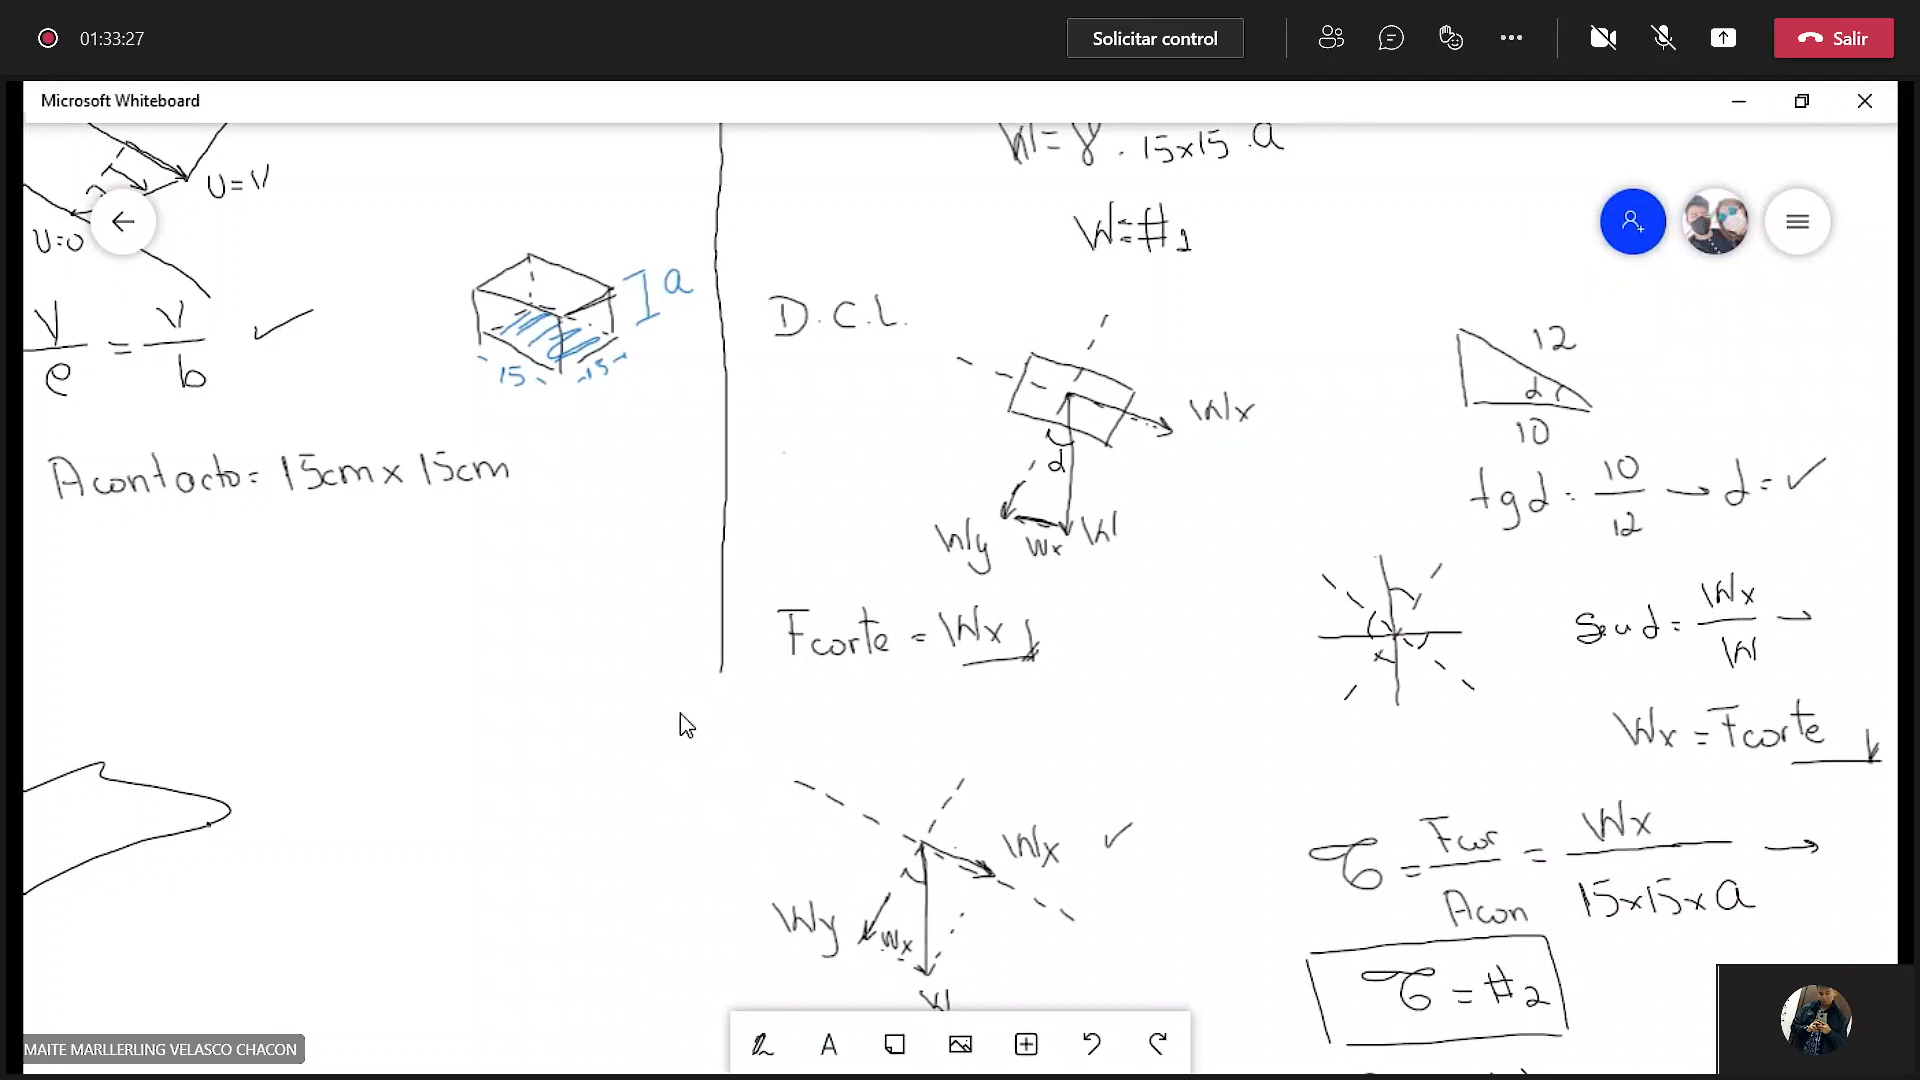 01:33:27
Solicitar control
Salir
Microsoft Whiteboard
U=V
U=0
V/e = V/b ✓
a
15
15
Acontacto= 15cm x 15cm
W=γ . 15x15 .a
W=#1
D.C.L.
Wx
α
Wy
Wx
W
Fcorte = Wx
12
α
10
tgα = 10/12 → α=✓
Senα = Wx/W →
Wx = Fcorte
Wx ✓
Wy
Wx
W
τ = Fcor/Acon = Wx/15x15xa →
τ = #2
MAITE MARLLERLING VELASCO CHACON
A